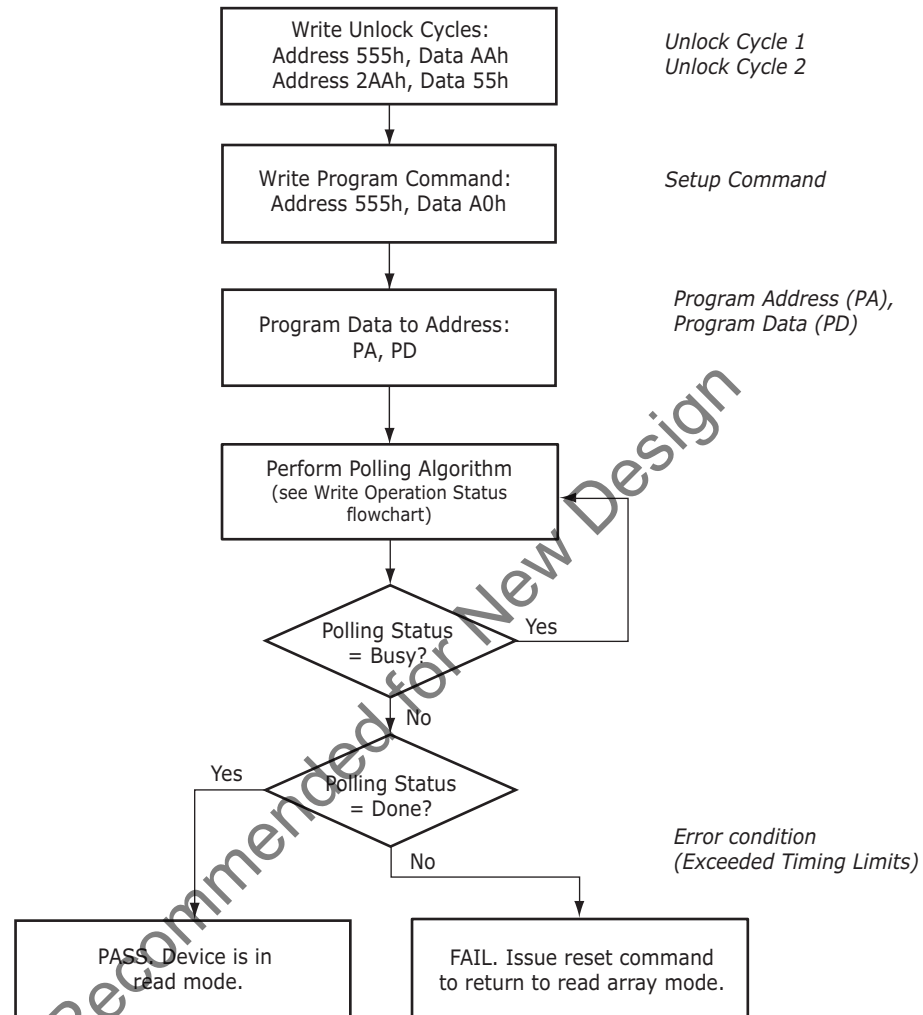 Write Unlock Cycles:
Address 555h, Data AAh
Address 2AAh, Data 55h
Unlock Cycle 1
Unlock Cycle 2
Write Program Command:
Address 555h, Data A0h
Setup Command
Program Data to Address:
PA, PD
Program Address (PA),
Program Data (PD)
Perform Polling Algorithm
(see Write Operation Status
flowchart)
Polling Status
= Busy?
Yes
No
Polling Status
= Done?
Yes
No
Error condition
(Exceeded Timing Limits)
PASS. Device is in
read mode.
FAIL. Issue reset command
to return to read array mode.
Recommended for New Design